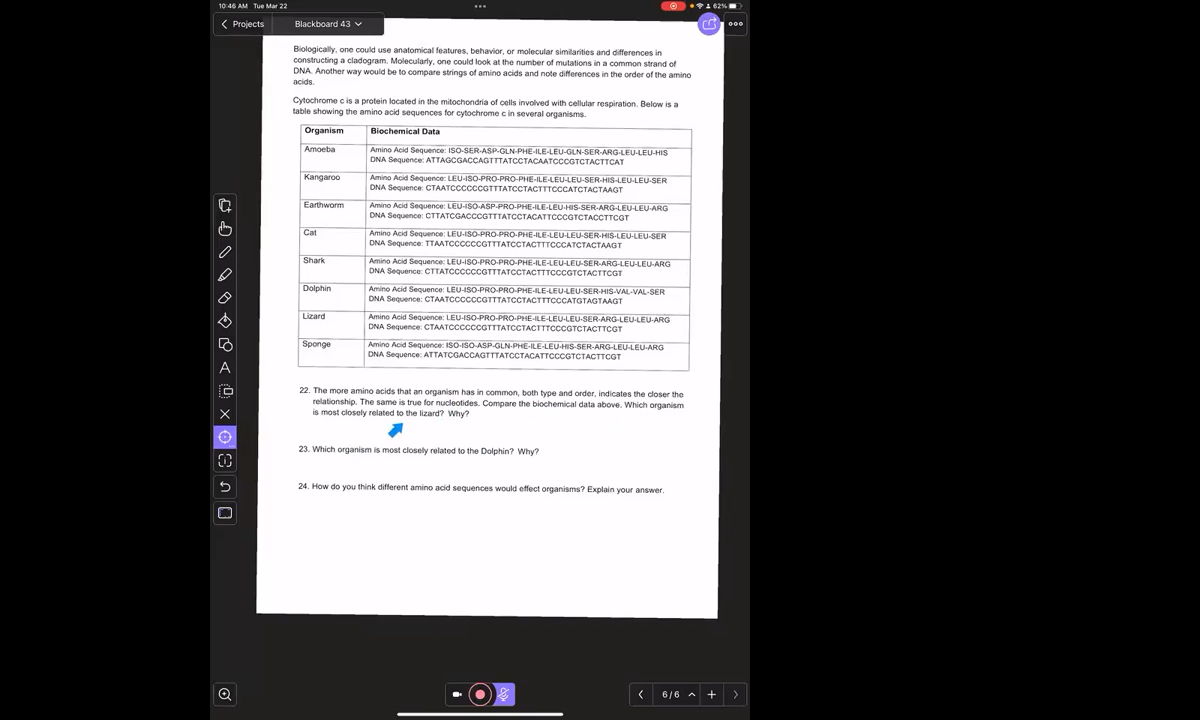 10:46 AM Tue Mar 22
62%
Projects
Blackboard 43
Biologically, one could use anatomical features, behavior, or molecular similarities and differences in
constructing a cladogram. Molecularly, one could look at the number of mutations in a common strand of
DNA. Another way would be to compare strings of amino acids and note differences in the order of the amino
acids.
Cytochrome c is a protein located in the mitochondria of cells involved with cellular respiration. Below is a
table showing the amino acid sequences for cytochrome c in several organisms.
Organism Biochemical Data
Amoeba Amino Acid Sequence: ISO-SER-ASP-GLN-PHE-ILE-LEU-GLN-SER-ARG-LEU-LEU-HIS
DNA Sequence: ATTAGCGACCAGTTTATCCTACAATCCCGTCTACTTCAT
Kangaroo Amino Acid Sequence: LEU-ISO-PRO-PRO-PHE-ILE-LEU-LEU-SER-HIS-LEU-LEU-SER
DNA Sequence: CTAATCCCCCCGTTTATCCTACTTTCCCATCTACTAAGT
Earthworm Amino Acid Sequence: LEU-ISO-ASP-PRO-PHE-ILE-LEU-HIS-SER-ARG-LEU-LEU-ARG
DNA Sequence: CTTATCGACCCGTTTATCCTACATTCCCGTCTACCTTCGT
Cat Amino Acid Sequence: LEU-ISO-PRO-PRO-PHE-ILE-LEU-LEU-SER-HIS-LEU-LEU-SER
DNA Sequence: TTAATCCCCCCGTTTATCCTACTTTCCCATCTACTAAGT
Shark Amino Acid Sequence: LEU-ISO-PRO-PRO-PHE-ILE-LEU-LEU-SER-ARG-LEU-LEU-ARG
DNA Sequence: CTTATCCCCCCGTTTATCCTACTTTCCCGTCTACTTCGT
Dolphin Amino Acid Sequence: LEU-ISO-PRO-PRO-PHE-ILE-LEU-LEU-SER-HIS-VAL-VAL-SER
DNA Sequence: CTAATCCCCCCGTTTATCCTACTTTCCCATGTAGTAAGT
Lizard Amino Acid Sequence: LEU-ISO-PRO-PRO-PHE-ILE-LEU-LEU-SER-ARG-LEU-LEU-ARG
DNA Sequence: CTAATCCCCCCGTTTATCCTACTTTCCCGTCTACTTCGT
Sponge Amino Acid Sequence: ISO-ISO-ASP-GLN-PHE-ILE-LEU-HIS-SER-ARG-LEU-LEU-ARG
DNA Sequence: ATTATCGACCAGTTTATCCTACATTCCCGTCTACTTCGT
22. The more amino acids that an organism has in common, both type and order, indicates the closer the
relationship. The same is true for nucleotides. Compare the biochemical data above. Which organism
is most closely related to the lizard? Why?
23. Which organism is most closely related to the Dolphin? Why?
24. How do you think different amino acid sequences would effect organisms? Explain your answer.
A
6/6